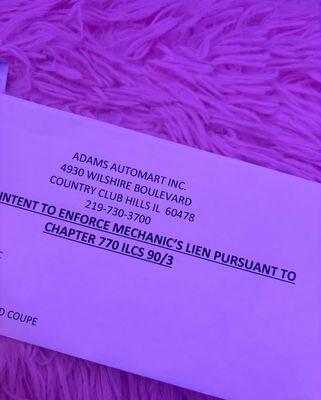 ADAMS AUTOMART INC.
4930 WILSHIRE BOULEVARD
COUNTRY CLUB HILLS IL 60478
219-730-3700
INTENT TO ENFORCE MECHANIC'S LIEN PURSUANT TO
CHAPTER 770 ILCS 90/3
COUPE